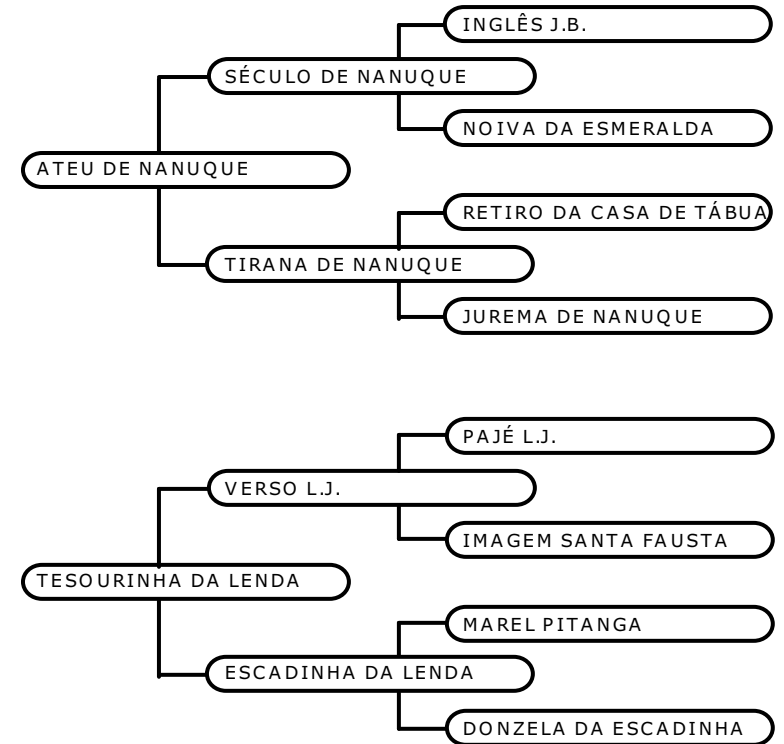 INGLÊS J.B.
SÉCULO DE NANUQUE
NOIVA DA ESMERALDA
ATEU DE NANUQUE
RETIRO DA CASA DE TÁBUA
TIRANA DE NANUQUE
JUREMA DE NANUQUE
PAJÉ L.J.
VERSO L.J.
IMAGEM SANTA FAUSTA
TESOURINHA DA LENDA
MAREL PITANGA
ESCADINHA DA LENDA
DONZELA DA ESCADINHA